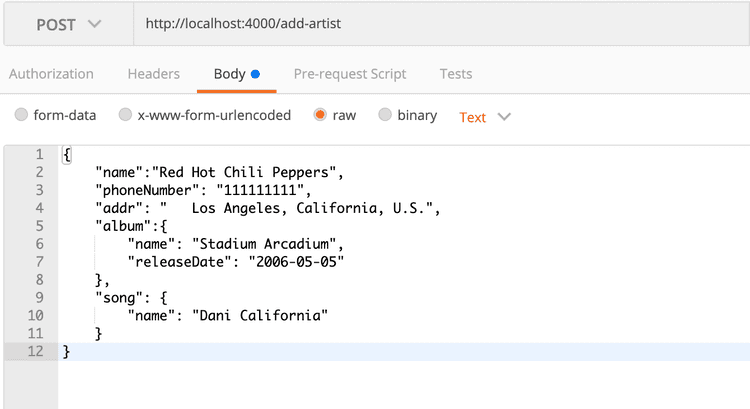 POST http://localhost:4000/add-artist
Authorization Headers Body Pre-request Script Tests
form-data x-www-form-urlencoded raw binary Text
1 {
2     "name":"Red Hot Chili Peppers",
3     "phoneNumber": "111111111",
4     "addr": "   Los Angeles, California, U.S.",
5     "album":{
6         "name": "Stadium Arcadium",
7         "releaseDate": "2006-05-05"
8     },
9     "song": {
10         "name": "Dani California"
11     }
12 }